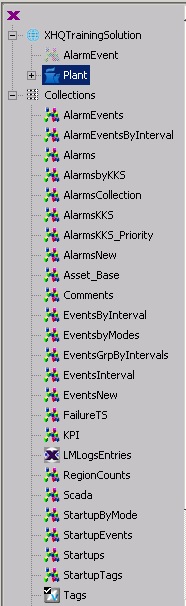 XHQTrainingSolution
AlarmEvent
Plant
Collections
AlarmEvents
AlarmEventsByInterval
Alarms
AlarmsbyKKS
AlarmsCollection
AlarmsKKS
AlarmsKKS_Priority
AlarmsNew
Asset_Base
Comments
EventsByInterval
EventsbyModes
EventsGrpByIntervals
EventsInterval
EventsNew
FailureTS
KPI
LMLogsEntries
RegionCounts
Scada
StartupByMode
StartupEvents
Startups
StartupTags
Tags